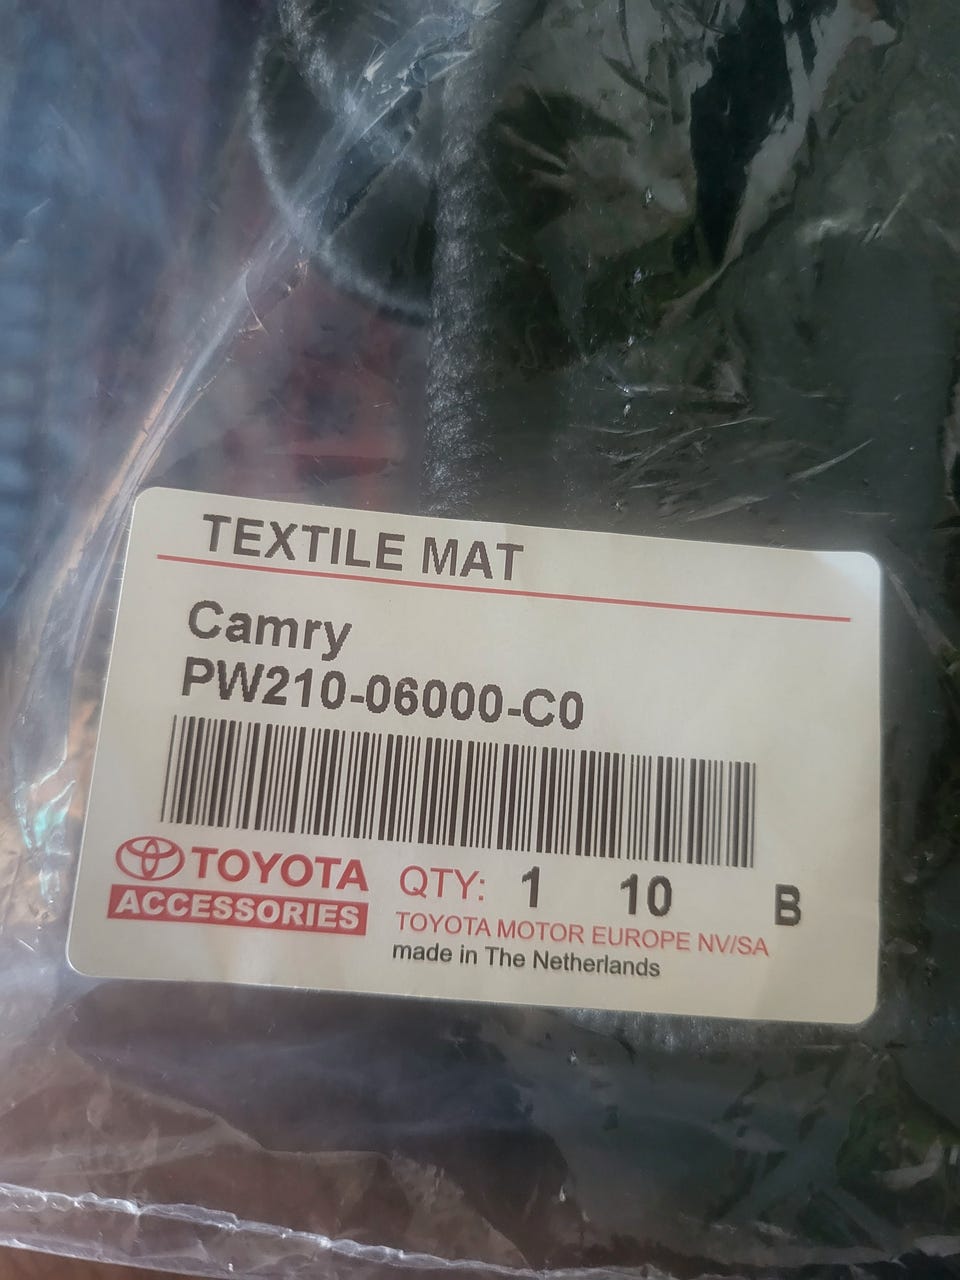 TEXTILE MAT
Camry
PW210-06000-C0
TOYOTA
ACCESSORIES
QTY: 1 10 B
TOYOTA MOTOR EUROPE NV/SA
made in The Netherlands